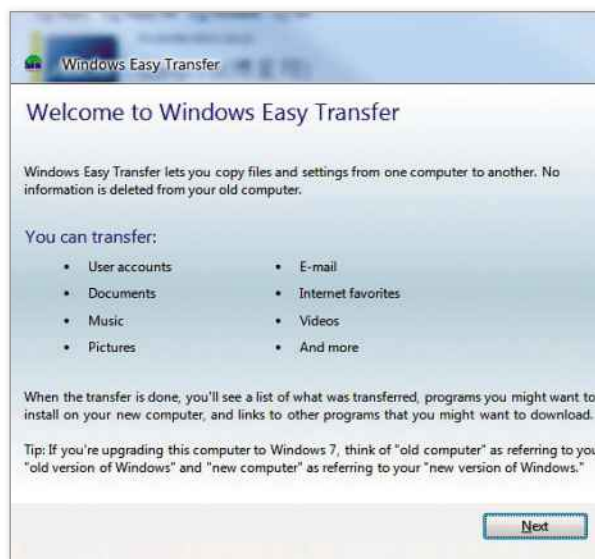 Windows Easy Transfer
Welcome to Windows Easy Transfer
Windows Easy Transfer lets you copy files and settings from one computer to another. No
information is deleted from your old computer.
You can transfer:
• User accounts
• Documents
• Music
• Pictures
• E-mail
• Internet favorites
• Videos
• And more
When the transfer is done, you'll see a list of what was transferred, programs you might want to
install on your new computer, and links to other programs that you might want to download.
Tip: If you're upgrading this computer to Windows 7, think of "old computer" as referring to you
"old version of Windows" and "new computer" as referring to your "new version of Windows."
Next